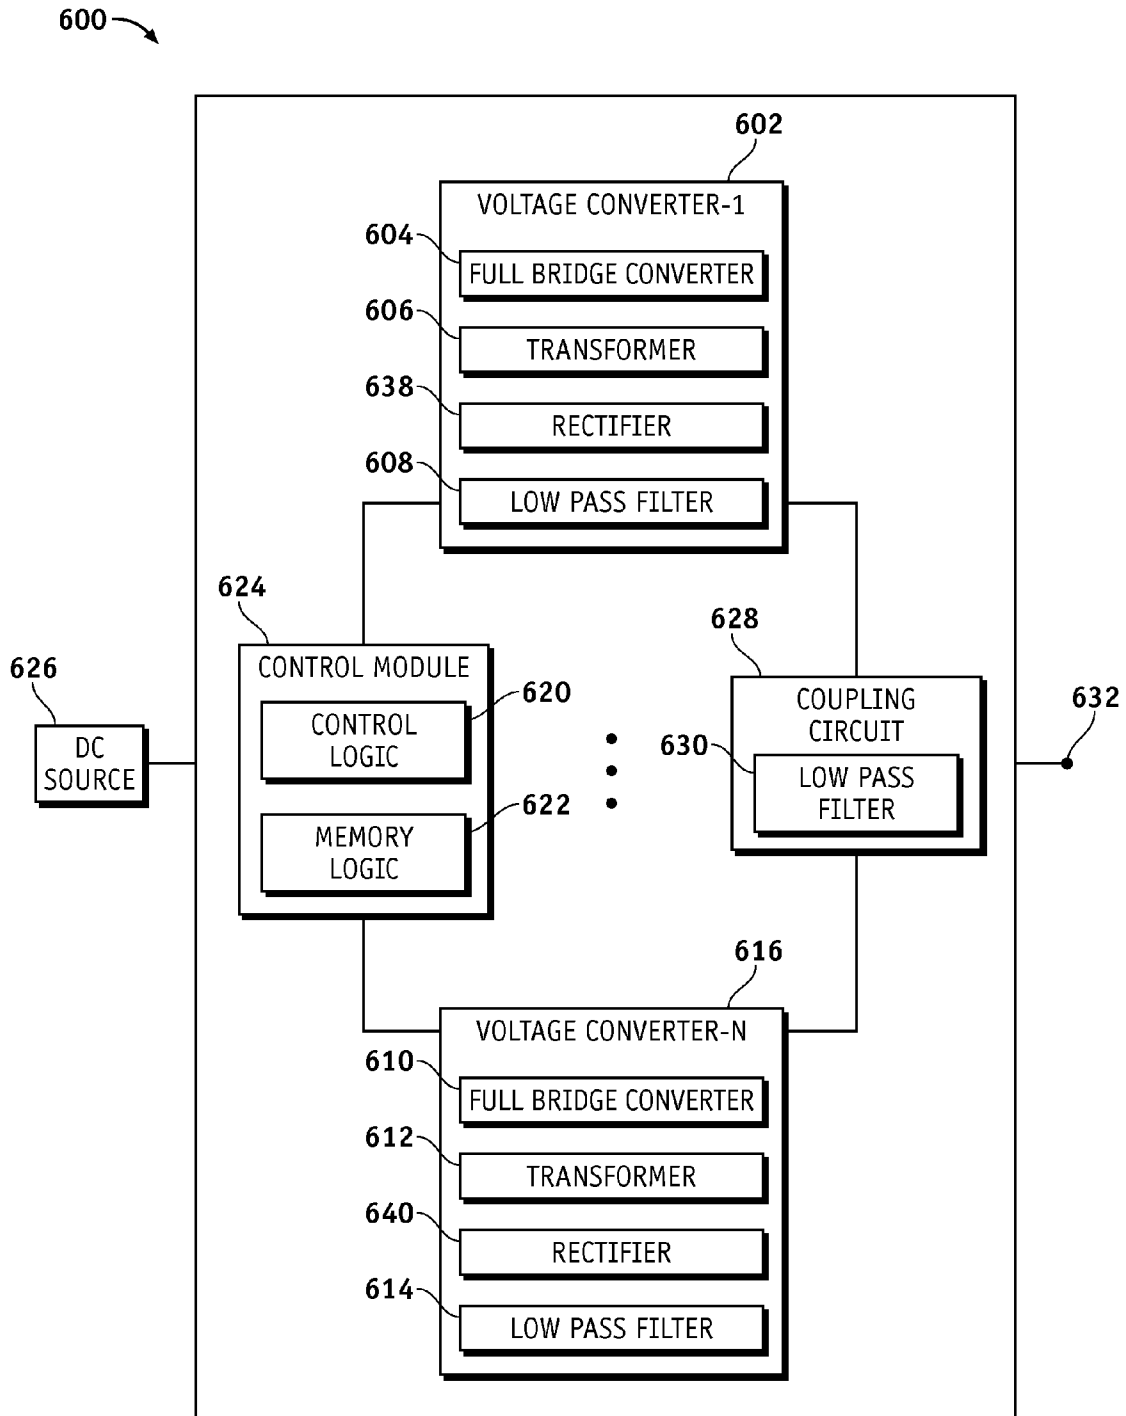 600
602
VOLTAGE CONVERTER-1
604
FULL BRIDGE CONVERTER
606
TRANSFORMER
638
RECTIFIER
608
LOW PASS FILTER
624
CONTROL MODULE
620
CONTROL
LOGIC
622
MEMORY
LOGIC
626
DC
SOURCE
628
COUPLING
CIRCUIT
630
LOW PASS
FILTER
632
616
VOLTAGE CONVERTER-N
610
FULL BRIDGE CONVERTER
612
TRANSFORMER
640
RECTIFIER
614
LOW PASS FILTER